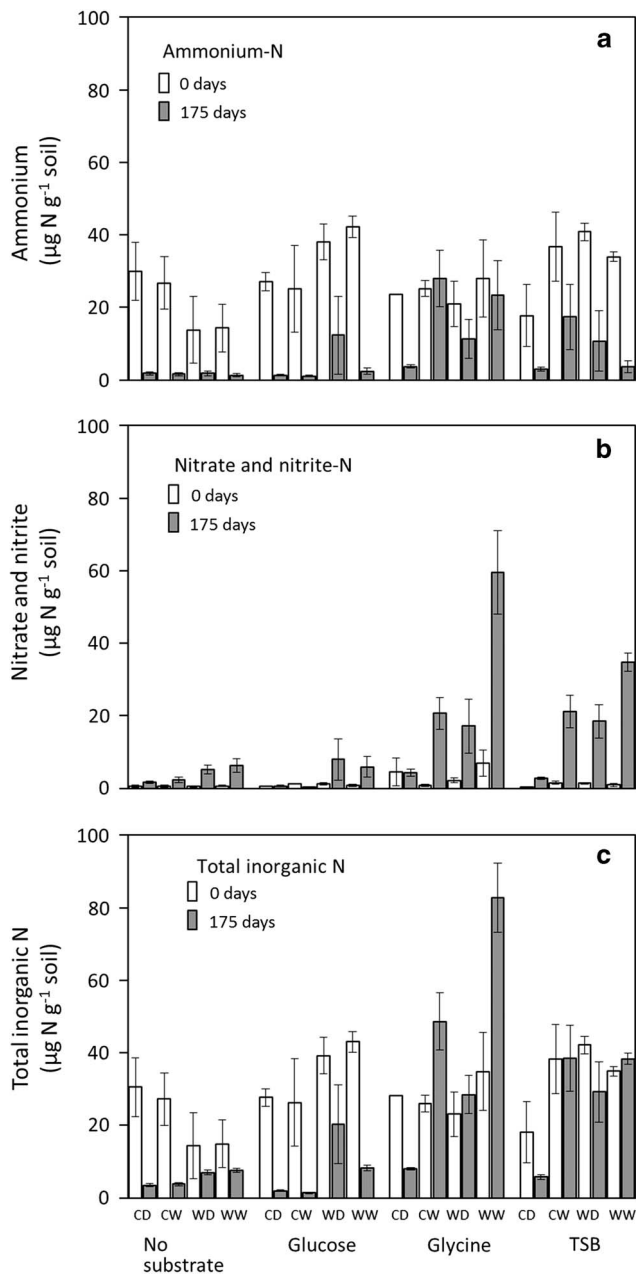 a
Ammonium-N
0 days
175 days
Ammonium
(µg N g⁻¹ soil)
100
80
60
40
20
0
b
Nitrate and nitrite-N
0 days
175 days
Nitrate and nitrite
(µg N g⁻¹ soil)
100
80
60
40
20
0
c
Total inorganic N
0 days
175 days
Total inorganic N
(µg N g⁻¹ soil)
100
80
60
40
20
0
CD CW WD WW CD CW WD WW CD CW WD WW CD CW WD WW
No substrate Glucose Glycine TSB